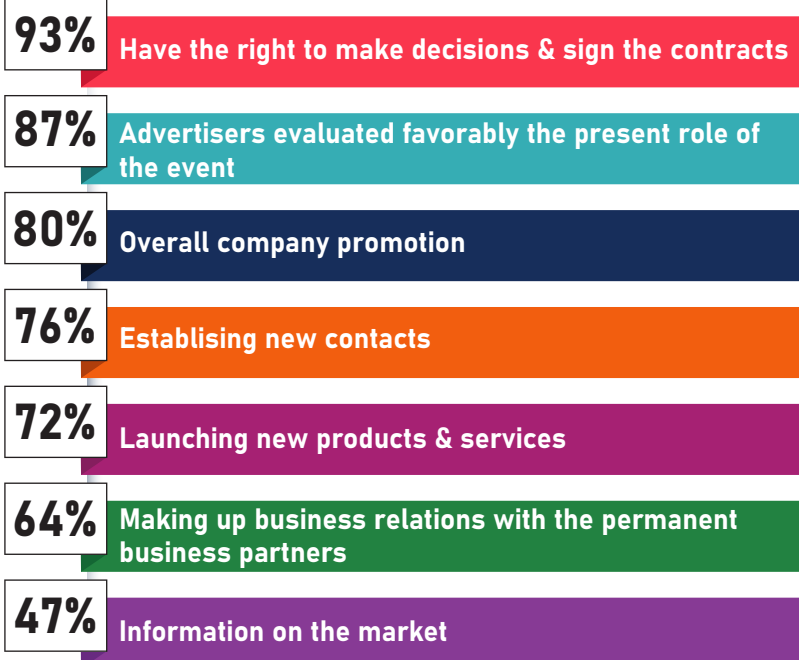 93%
Have the right to make decisions & sign the contracts
87%
Advertisers evaluated favorably the present role of
the event
80%
Overall company promotion
76%
Establising new contacts
72%
Launching new products & services
64%
Making up business relations with the permanent
business partners
47%
Information on the market